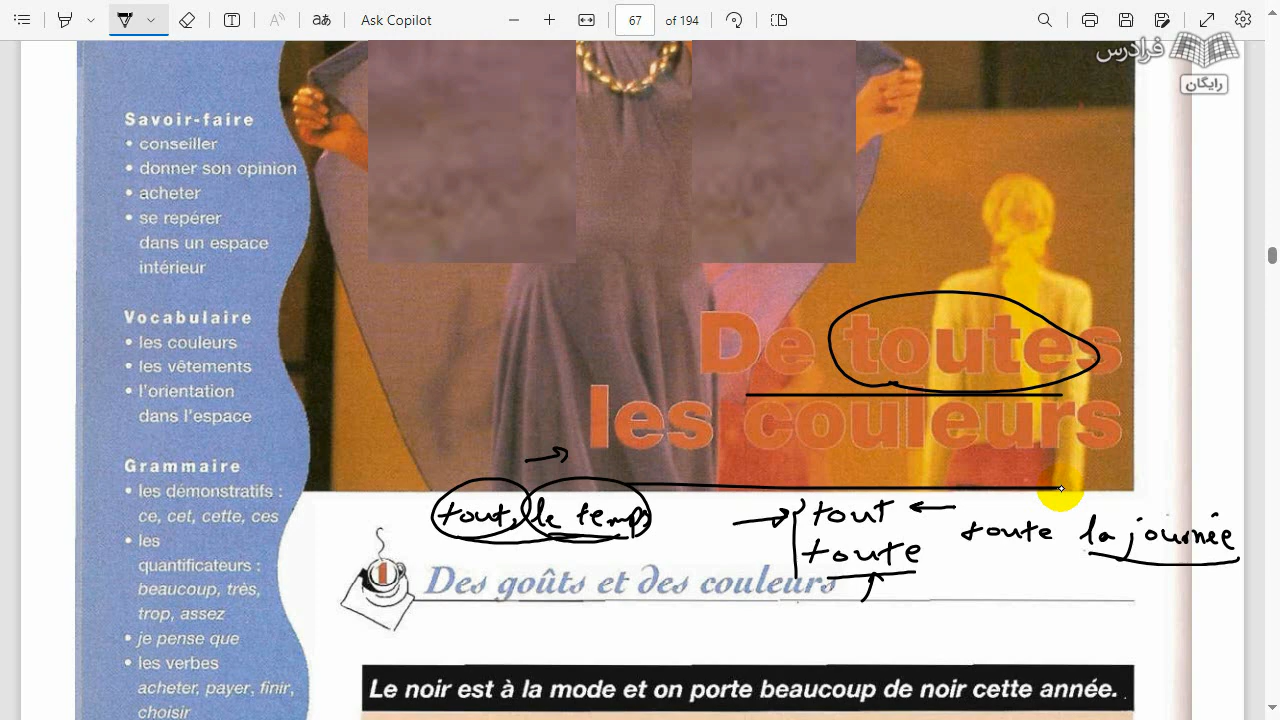 Ask Copilot
67 of 194
فرادرس
رایگان
Savoir-faire
• conseiller
• donner son opinion
• acheter
• se repérer
dans un espace
intérieur
Vocabulaire
• les couleurs
• les vêtements
• l'orientation
dans l'espace
Grammaire
• les démonstratifs :
ce, cet, cette, ces
• les
quantificateurs :
beaucoup, très,
trop, assez
• je pense que
• les verbes
acheter, payer, finir,
choisir
De toutes
les couleurs
tout le temps
tout
toute
toute la journée
1
Des goûts et des couleurs
Le noir est à la mode et on porte beaucoup de noir cette année.